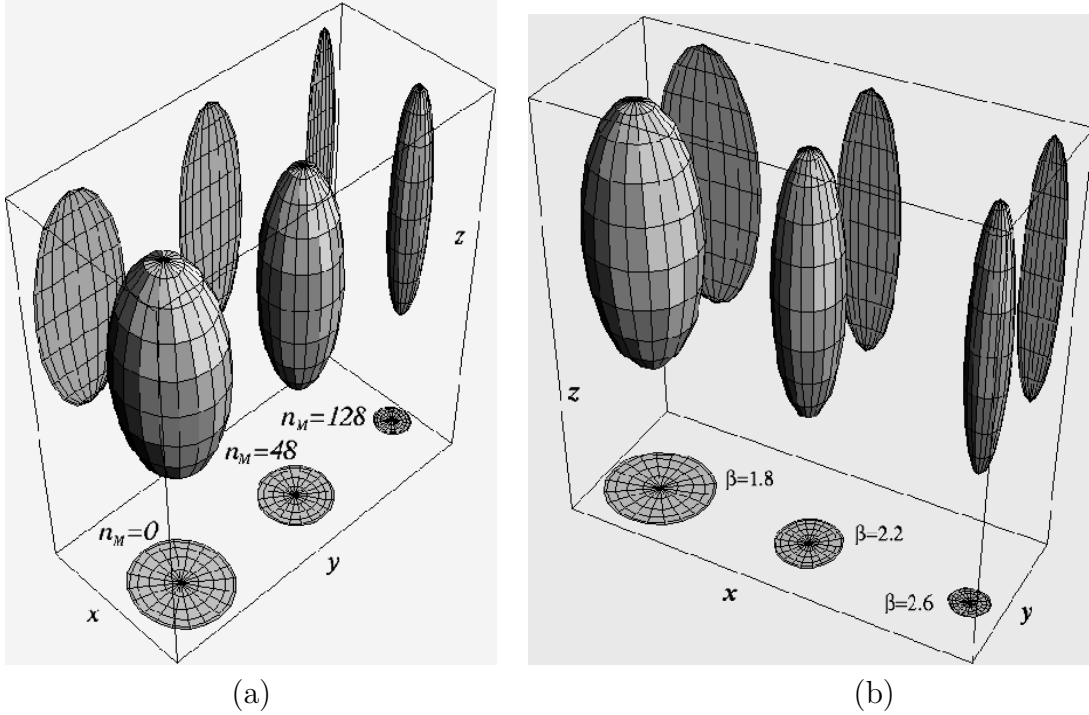 z
n_M=128
n_M=48
n_M=0
y
x
(a)
z
β=1.8
β=2.2
x
β=2.6
y
(b)